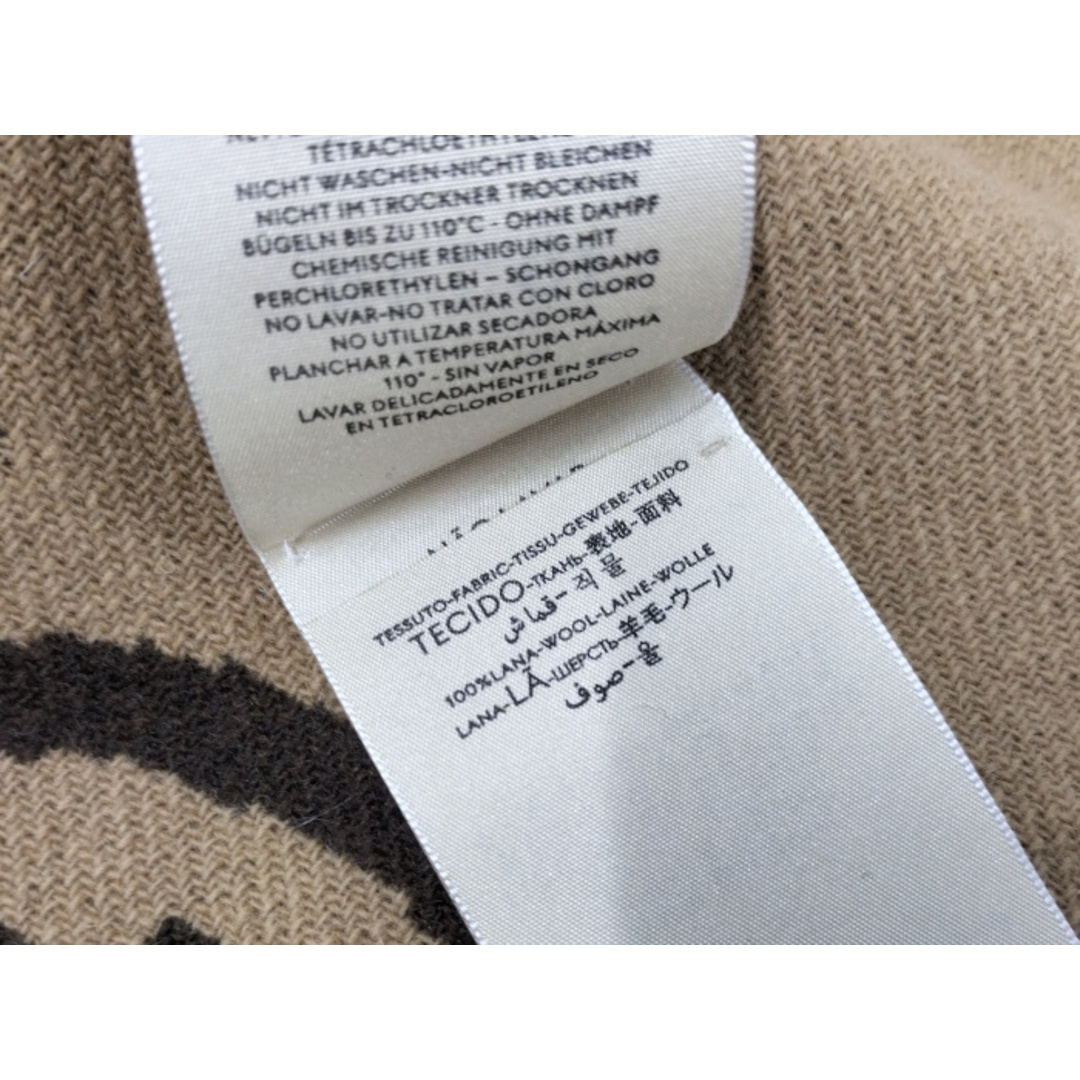 TÉTRACHLOETHYLENE
NICHT WASCHEN-NICHT BLEICHEN
NICHT IM TROCKNER TROCKNEN
BÜGELN BIS ZU 110°C - OHNE DAMPF
CHEMISCHE REINIGUNG MIT
PERCHLORETHYLEN – SCHONGANG
NO LAVAR-NO TRATAR CON CLORO
NO UTILIZAR SECADORA
PLANCHAR A TEMPERATURA MÁXIMA
110° - SIN VAPOR
LAVAR DELICADAMENTE EN SECO
EN TETRACLOROETILENO
TESSUTO-FABRIC-TISSU-GEWEBE-TEJIDO
TECIDO-ТКАНЬ-表地-面料
قماش-직물
100%LANA-WOOL-LAINE-WOLLE
LANA-LÃ-ШЕРСТЬ-羊毛-ウール
صوف-울